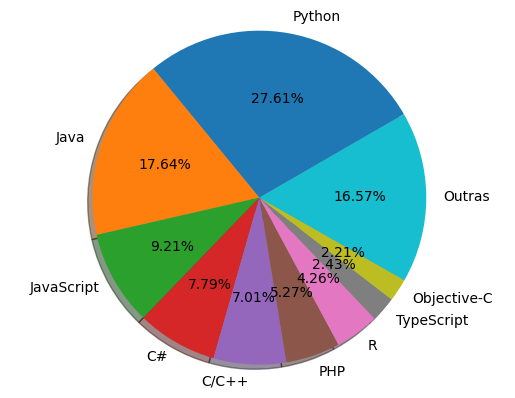 Python
27.61%
Java
17.64%
16.57%
Outras
9.21%
2.21%
2.43%
4.26%
JavaScript
7.79%
7.01%
5.27%
Objective-C
TypeScript
R
C#
PHP
C/C++